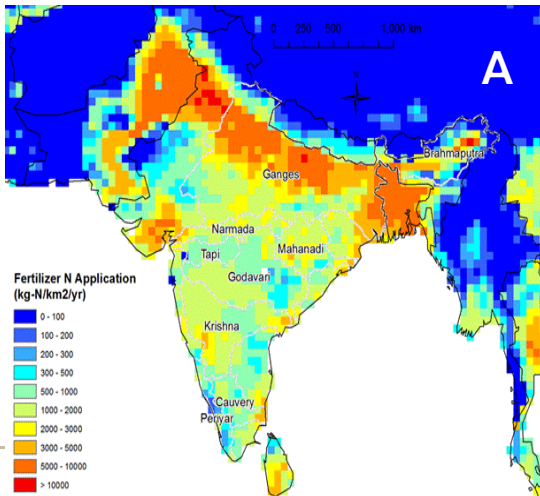 0 250 500 1,000 km
A
N
Brahmaputra
Ganges
Narmada
Mahanadi
Tapi
Godavari
Fertilizer N Application
(kg-N/km2/yr)
0 - 100
100 - 200
200 - 300
300 - 500
500 - 1000
1000 - 2000
2000 - 3000
3000 - 5000
5000 - 10000
> 10000
Krishna
Cauvery
Periyar